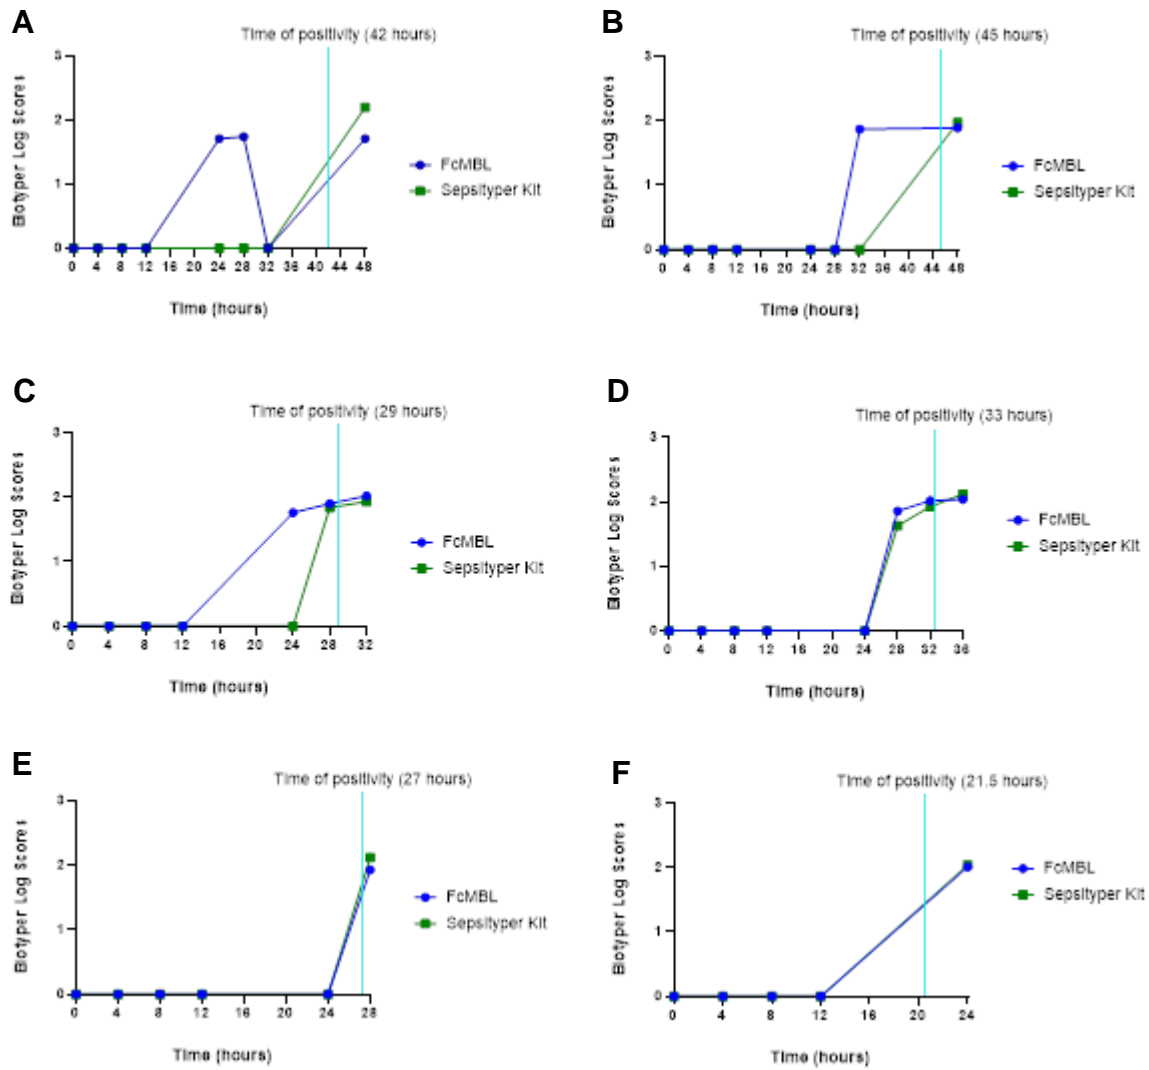 A
Time of positivity (42 hours)
3
2
1
0
Biotyper Log Scores
0 4 8 12 16 20 24 28 32 36 40 44 48
Time (hours)
FcMBL
Sepsityper Kit
B
Time of positivity (45 hours)
3
2
1
0
Biotyper Log Scores
0 4 8 12 16 20 24 28 32 36 40 44 48
Time (hours)
FcMBL
Sepsityper Kit
C
Time of positivity (29 hours)
3
2
1
0
Biotyper Log Scores
0 4 8 12 16 20 24 28 32
Time (hours)
FcMBL
Sepsityper Kit
D
Time of positivity (33 hours)
3
2
1
0
Biotyper Log Scores
0 4 8 12 16 20 24 28 32 36
Time (hours)
FcMBL
Sepsityper Kit
E
Time of positivity (27 hours)
3
2
1
0
Biotyper Log Scores
0 4 8 12 16 20 24 28
Time (hours)
FcMBL
Sepsityper Kit
F
Time of positivity (21.5 hours)
3
2
1
0
Biotyper Log Scores
0 4 8 12 16 20 24
Time (hours)
FcMBL
Sepsityper Kit